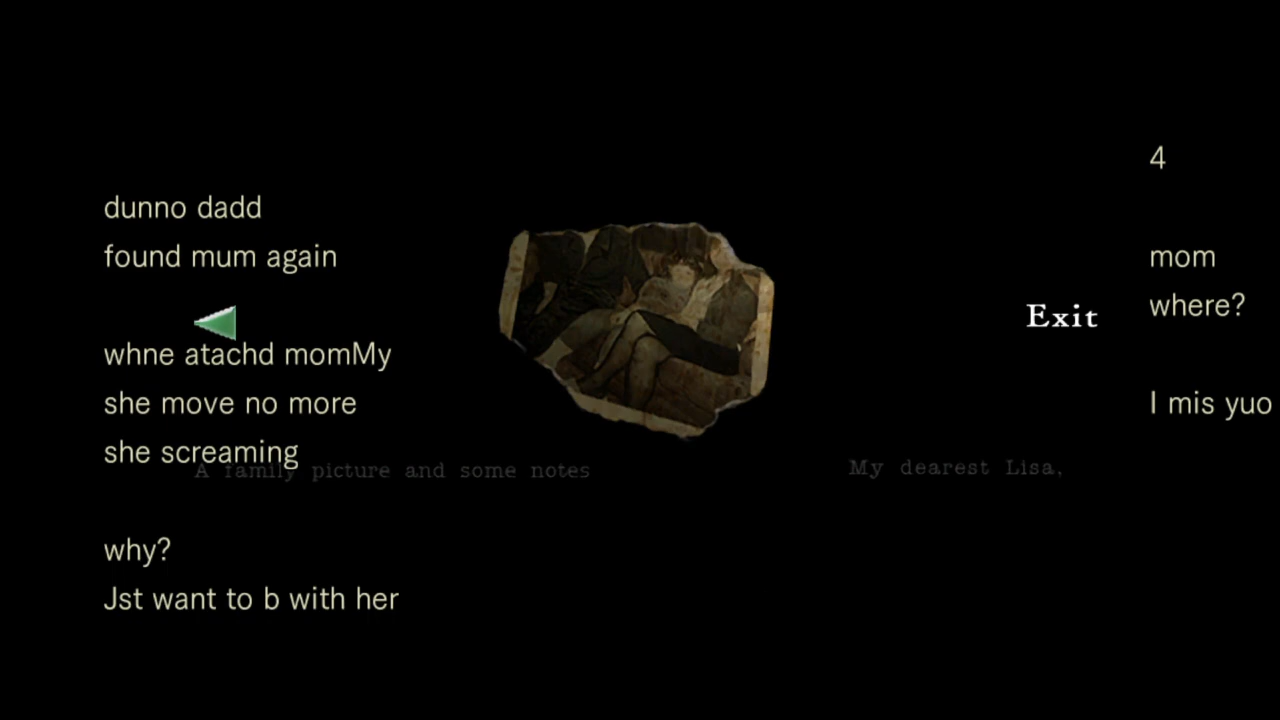 dunno dadd
found mum again
whne atachd momMy
she move no more
she screaming
A family picture and some notes
why?
Jst want to b with her
My dearest Lisa,
Exit
4
mom
where?
I mis yuo